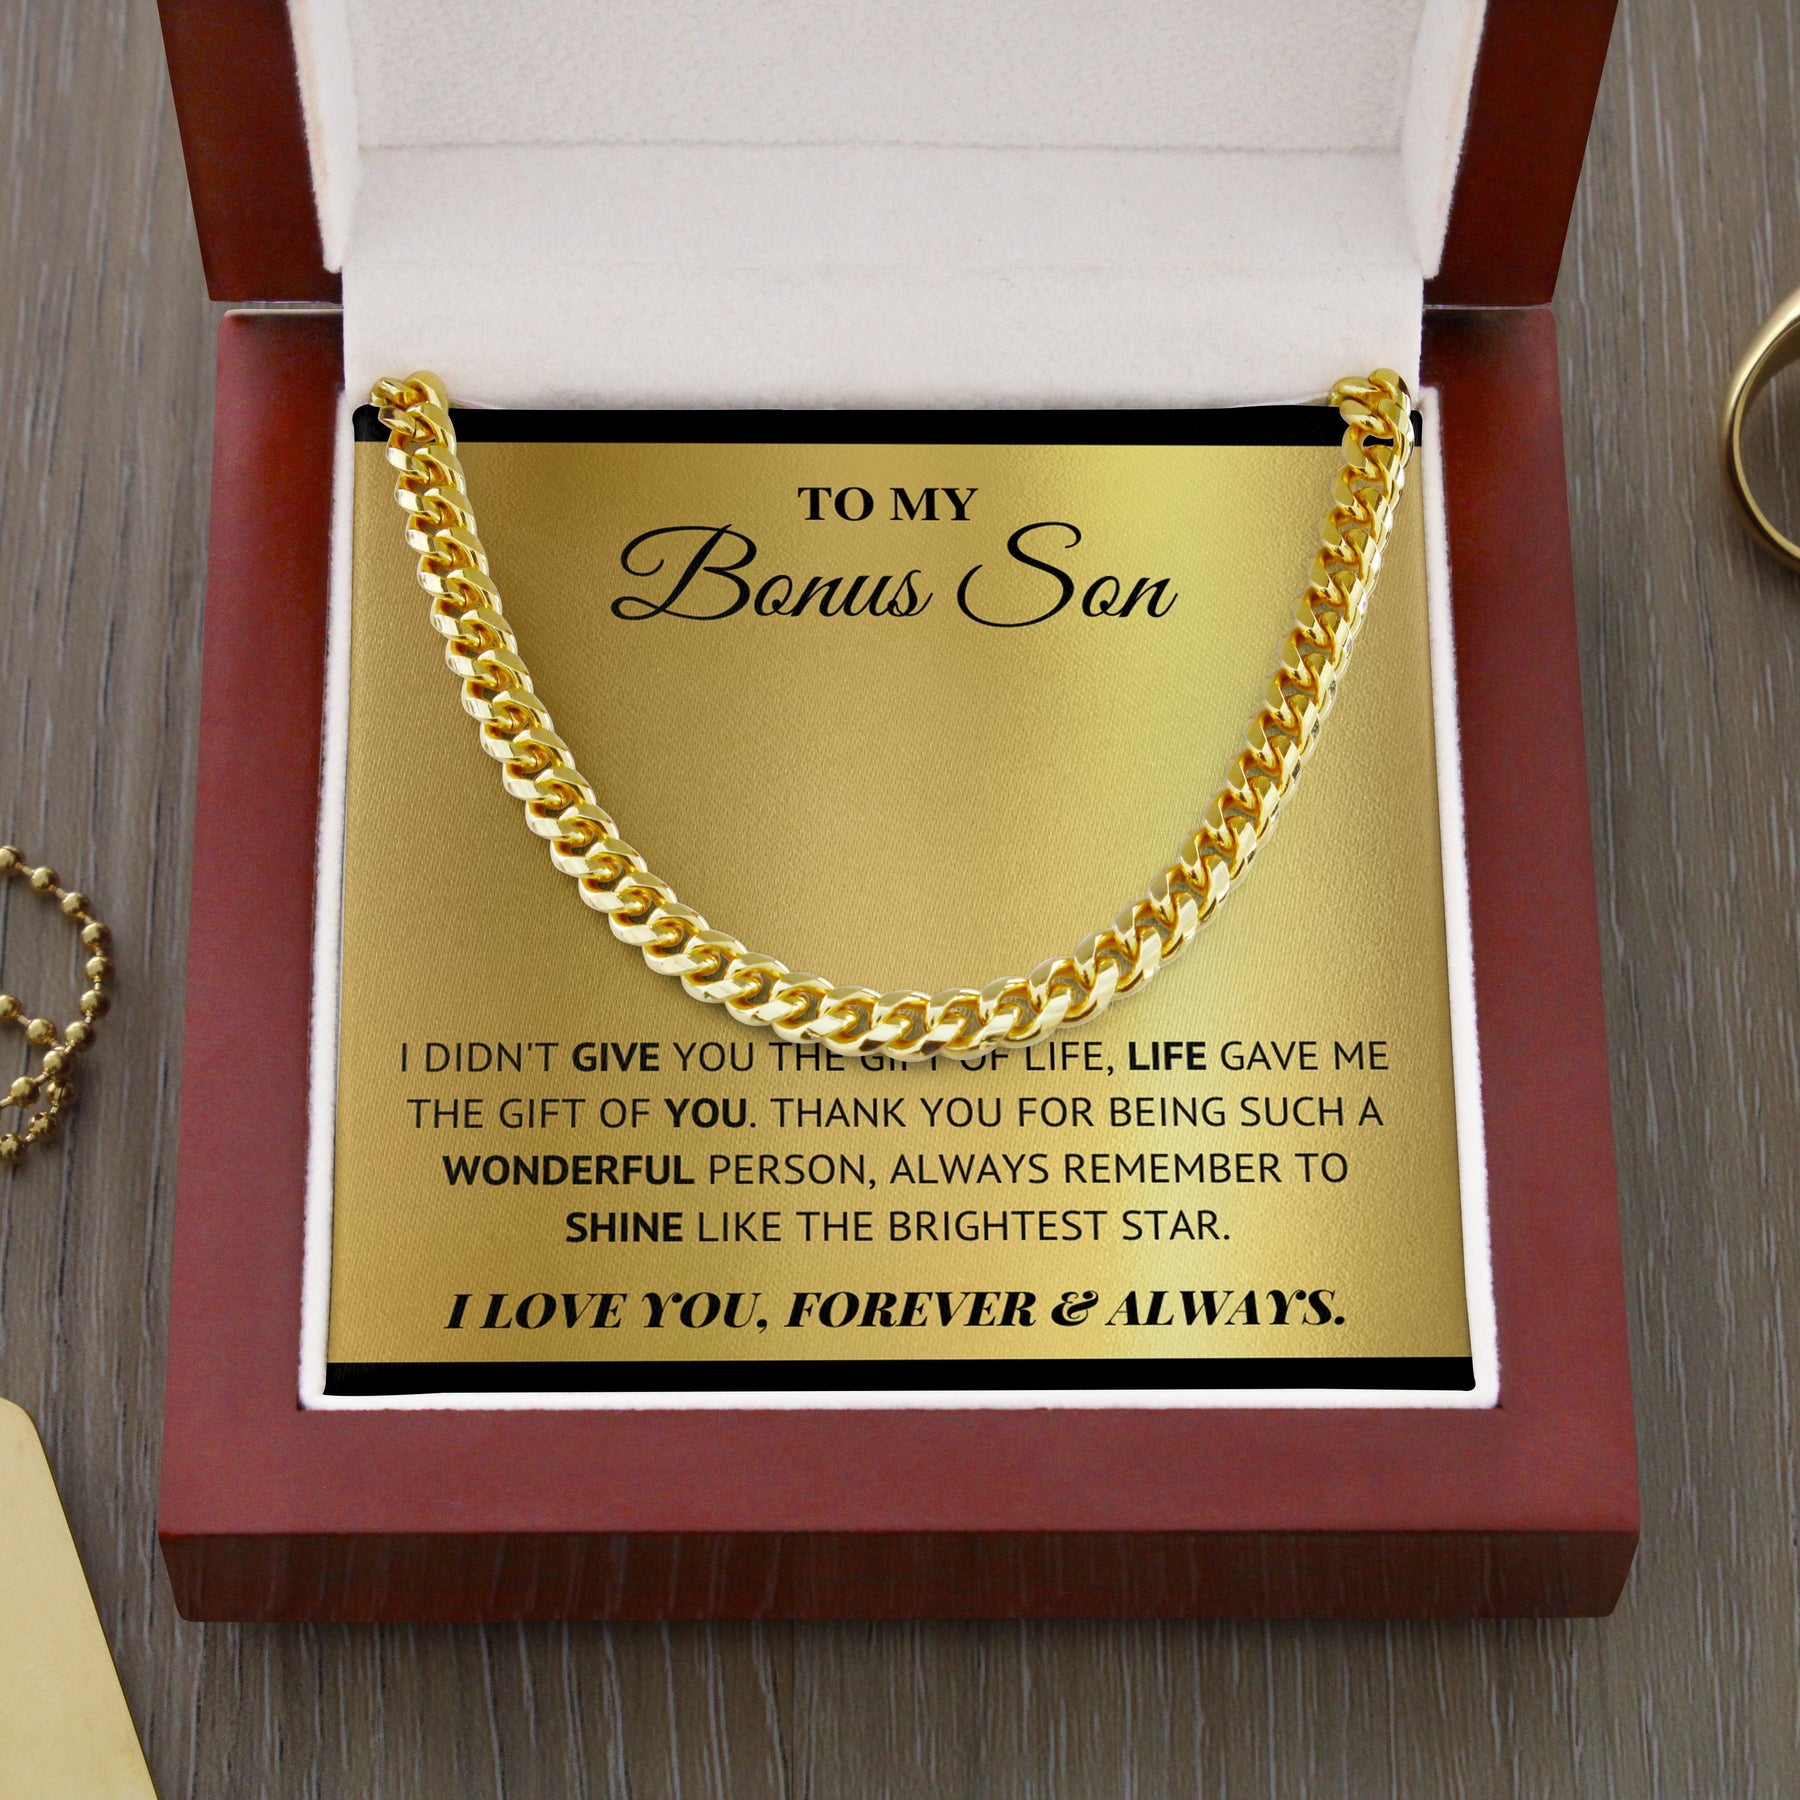 TO MY
Bonus Son
I DIDN'T GIVE YOU THE GIFT OF LIFE, LIFE GAVE ME
THE GIFT OF YOU. THANK YOU FOR BEING SUCH A
WONDERFUL PERSON, ALWAYS REMEMBER TO
SHINE LIKE THE BRIGHTEST STAR.
I LOVE YOU, FOREVER & ALWAYS.